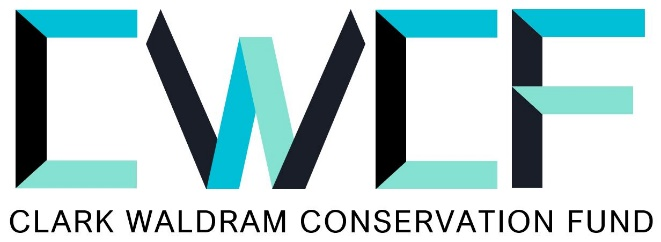 CWCF
CLARK WALDRAM CONSERVATION FUND